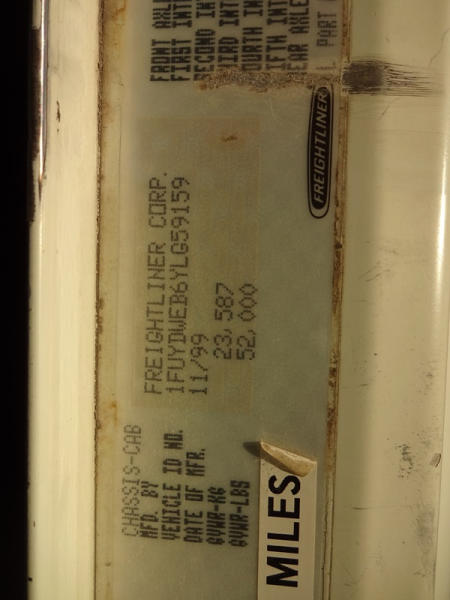 CHASSIS-CAB
MFD. BY FREIGHTLINER CORP.
VEHICLE ID NO. 1FUYDWEB6YLG59159
DATE OF MFR. 11/99
GVWR-KG 23,587
GVWR-LBS 52,000
MILES
FREIGHTLINER
FRONT AXLE
FIRST INT
SECOND INT
THIRD INT
FOURTH IN
FIFTH INT
REAR AXLE
PART